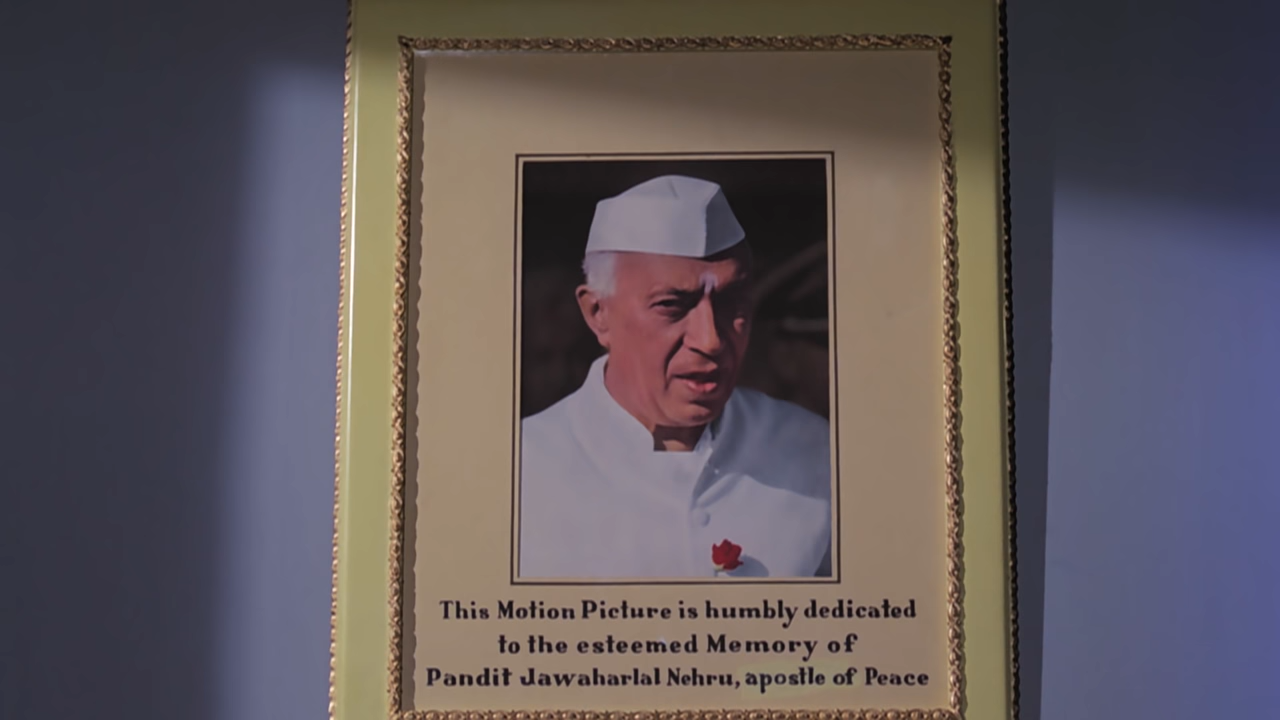 This Motion Picture is humbly dedicated
to the esteemed Memory of
Pandit Jawaharlal Nehru, apostle of Peace